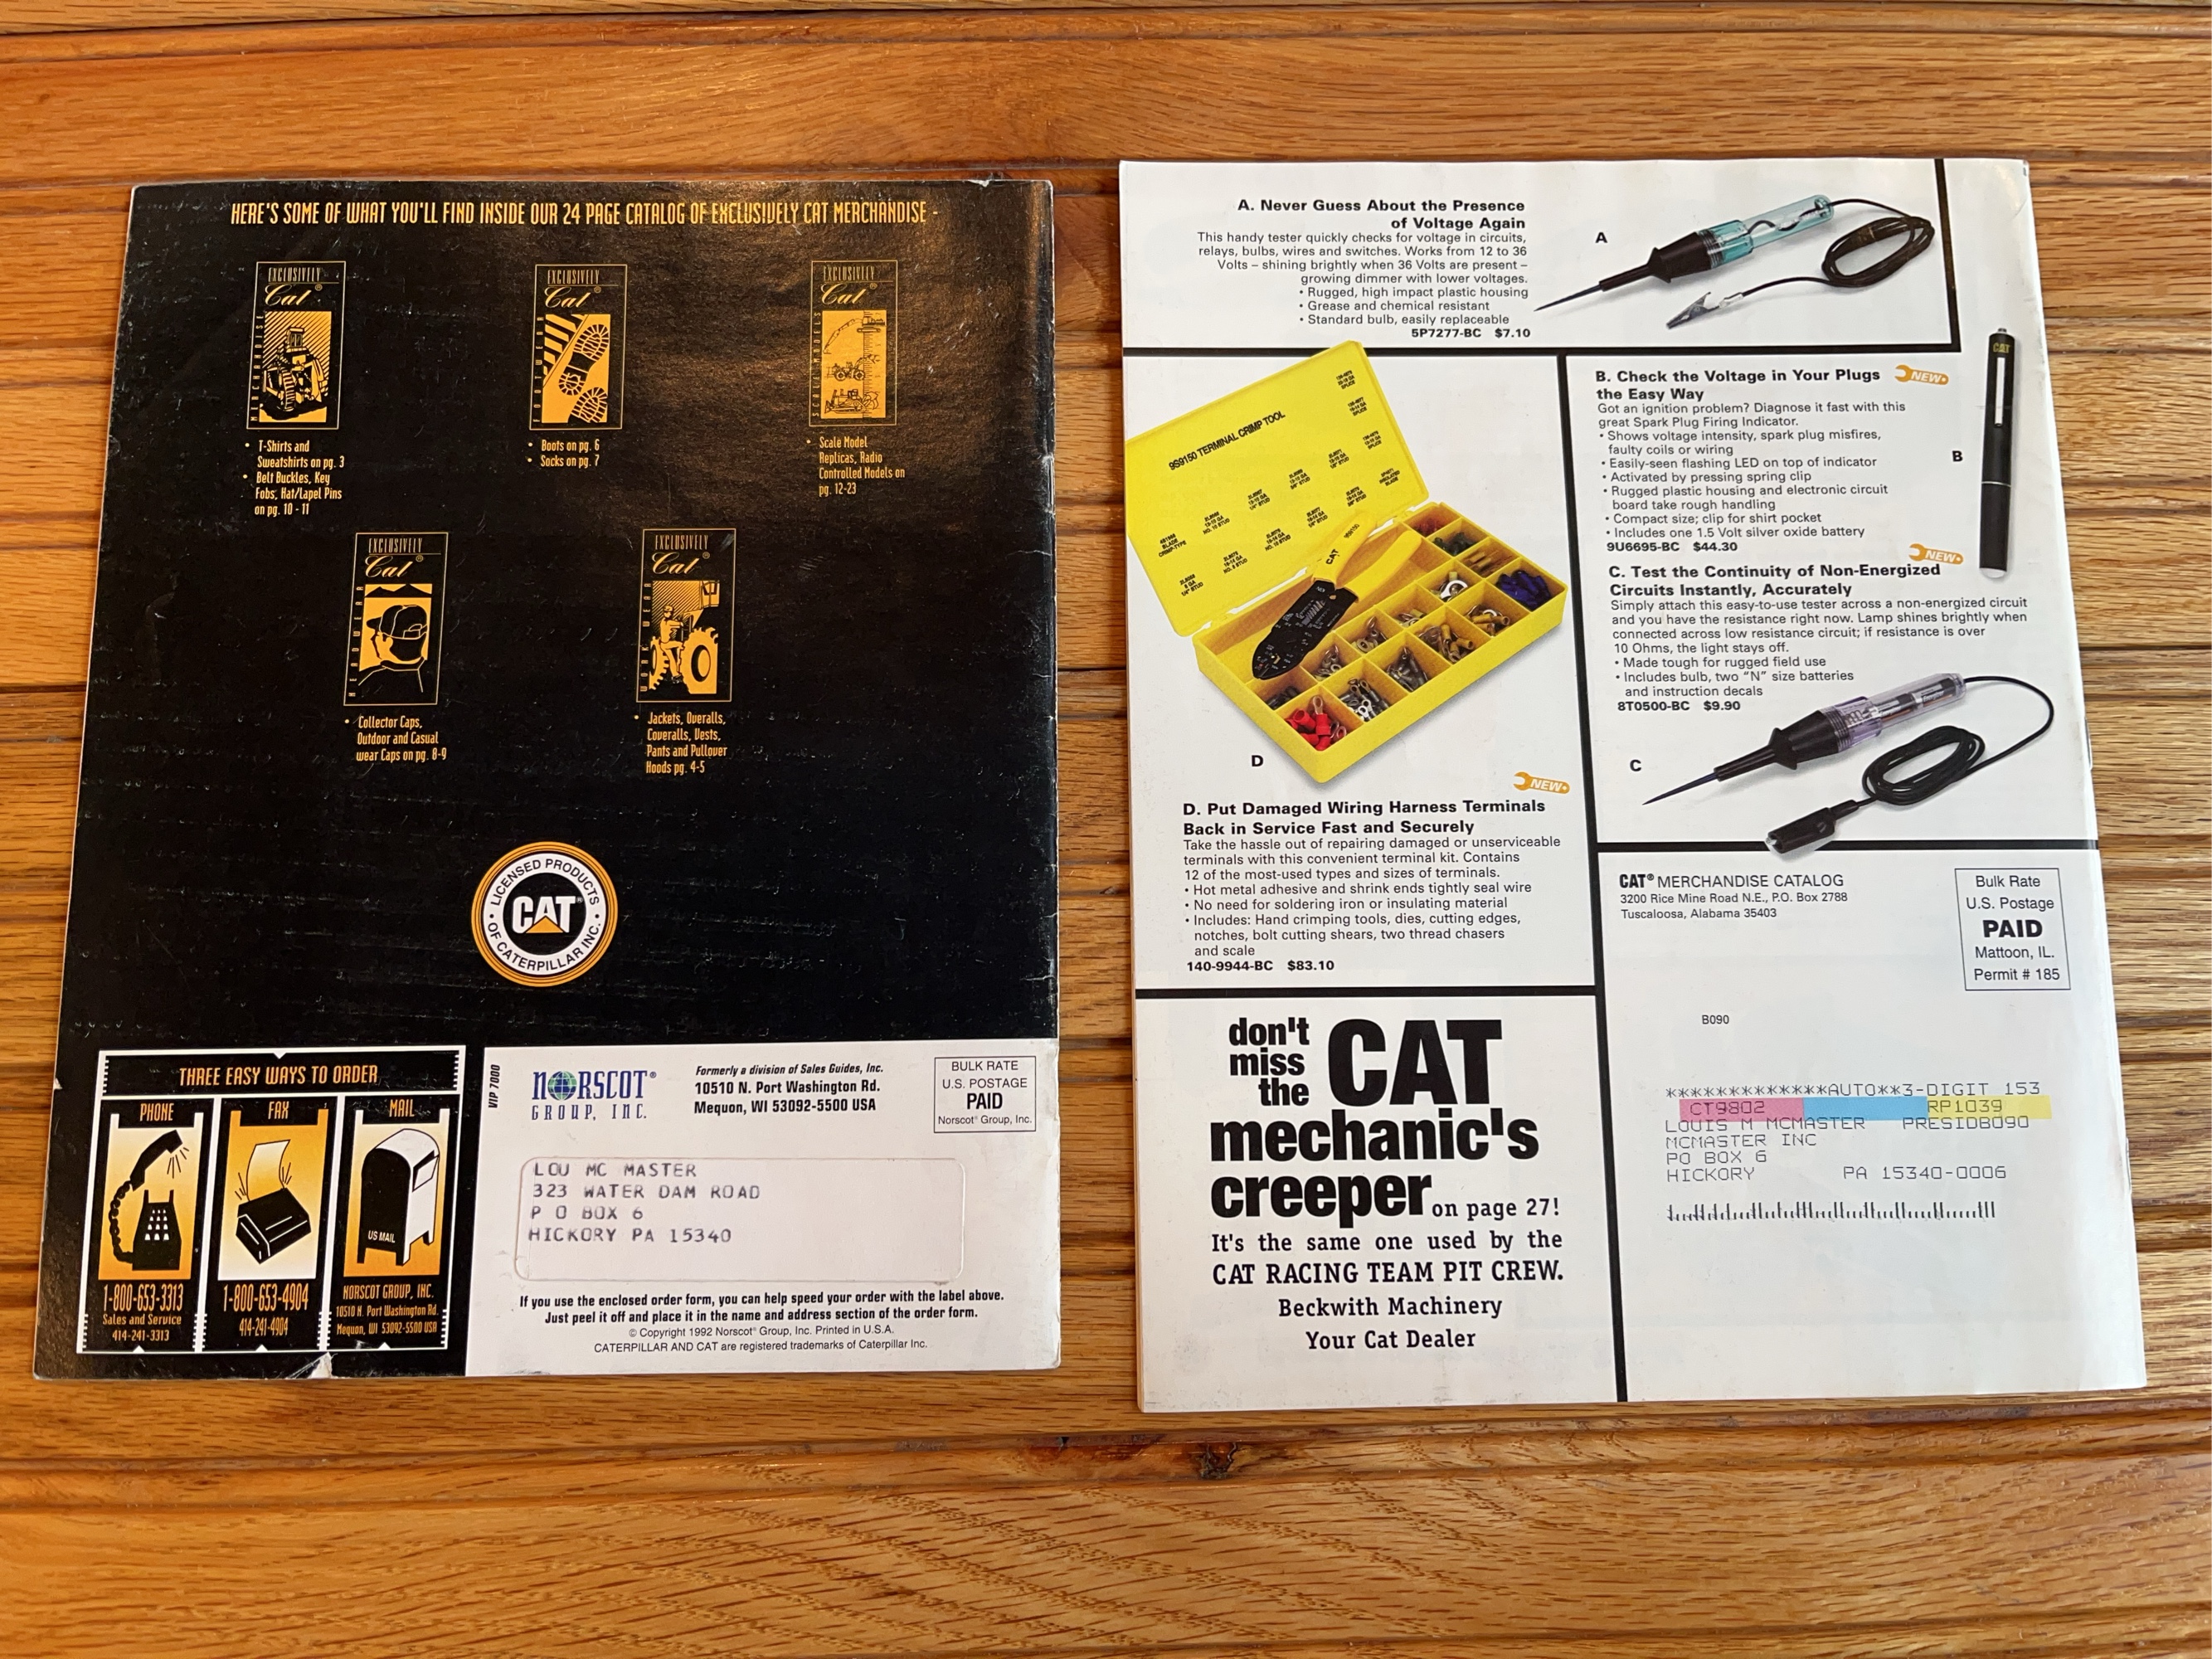 HERE'S SOME OF WHAT YOU'LL FIND INSIDE OUR 24 PAGE CATALOG OF EXCLUSIVELY CAT MERCHANDISE -
EXCLUSIVELY
Cat®
MERCHANDISE
• T-Shirts and
Sweatshirts on pg. 3
• Belt Buckles, Key
Fobs, Hat/Lapel Pins
on pg. 10 - 11
EXCLUSIVELY
Cat®
FOOTWEAR
• Boots on pg. 6
• Socks on pg. 7
EXCLUSIVELY
Cat®
SCALE MODELS
• Scale Model
Replicas, Radio
Controlled Models on
pg. 12-23
EXCLUSIVELY
Cat®
HEADWEAR
• Collector Caps,
Outdoor and Casual
wear Caps on pg. 8-9
EXCLUSIVELY
Cat®
WORK WEAR
• Jackets, Overalls,
Coveralls, Vests,
Pants and Pullover
Hoods pg. 4-5
LICENSED PRODUCTS
CAT®
OF CATERPILLAR INC.
THREE EASY WAYS TO ORDER
PHONE
1-800-653-3313
Sales and Service
414-241-3313
FAX
1-800-653-4904
414-241-4904
MAIL
US MAIL
NORSCOT GROUP, INC.
10510 N. Port Washington Rd.
Mequon, WI 53092-5500 USA
VIP 7000
NORSCOT®
GROUP, INC.
Formerly a division of Sales Guides, Inc.
10510 N. Port Washington Rd.
Mequon, WI 53092-5500 USA
BULK RATE
U.S. POSTAGE
PAID
Norscot® Group, Inc.
LOU MC MASTER
323 WATER DAM ROAD
P O BOX 6
HICKORY PA 15340
If you use the enclosed order form, you can help speed your order with the label above.
Just peel it off and place it in the name and address section of the order form.
© Copyright 1992 Norscot® Group, Inc. Printed in U.S.A.
CATERPILLAR AND CAT are registered trademarks of Caterpillar Inc.
A. Never Guess About the Presence
of Voltage Again
This handy tester quickly checks for voltage in circuits,
relays, bulbs, wires and switches. Works from 12 to 36
Volts – shining brightly when 36 Volts are present –
growing dimmer with lower voltages.
• Rugged, high impact plastic housing
• Grease and chemical resistant
• Standard bulb, easily replaceable
5P7277-BC $7.10
A
B. Check the Voltage in Your Plugs
the Easy Way
NEW
Got an ignition problem? Diagnose it fast with this
great Spark Plug Firing Indicator.
• Shows voltage intensity, spark plug misfires,
faulty coils or wiring
• Easily-seen flashing LED on top of indicator
• Activated by pressing spring clip
• Rugged plastic housing and electronic circuit
board take rough handling
• Compact size; clip for shirt pocket
• Includes one 1.5 Volt silver oxide battery
9U6695-BC $44.30
CAT
B
NEW
C. Test the Continuity of Non-Energized
Circuits Instantly, Accurately
Simply attach this easy-to-use tester across a non-energized circuit
and you have the resistance right now. Lamp shines brightly when
connected across low resistance circuit; if resistance is over
10 Ohms, the light stays off.
• Made tough for rugged field use
• Includes bulb, two "N" size batteries
and instruction decals
8T0500-BC $9.90
C
9S9150 TERMINAL CRIMP TOOL
CAT
D
NEW
D. Put Damaged Wiring Harness Terminals
Back in Service Fast and Securely
Take the hassle out of repairing damaged or unserviceable
terminals with this convenient terminal kit. Contains
12 of the most-used types and sizes of terminals.
• Hot metal adhesive and shrink ends tightly seal wire
• No need for soldering iron or insulating material
• Includes: Hand crimping tools, dies, cutting edges,
notches, bolt cutting shears, two thread chasers
and scale
140-9944-BC $83.10
don't
miss
the CAT
mechanic's
creeper on page 27!
It's the same one used by the
CAT RACING TEAM PIT CREW.
Beckwith Machinery
Your Cat Dealer
CAT® MERCHANDISE CATALOG
3200 Rice Mine Road N.E., P.O. Box 2788
Tuscaloosa, Alabama 35403
Bulk Rate
U.S. Postage
PAID
Mattoon, IL.
Permit # 185
B090
*************AUTO**3-DIGIT 153
CT9802 RP1039
LOUIS M MCMASTER PRESIDB090
MCMASTER INC
PO BOX 6
HICKORY PA 15340-0006